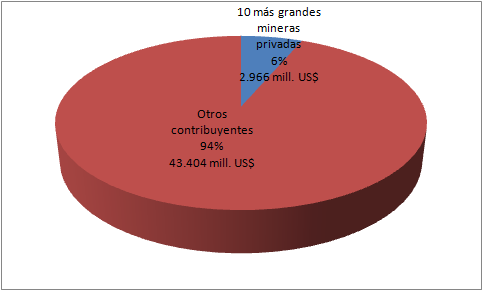 10 más grandes
mineras
privadas
6%
2.966 mill. US$
Otros
contribuyentes
94%
43.404 mill. US$